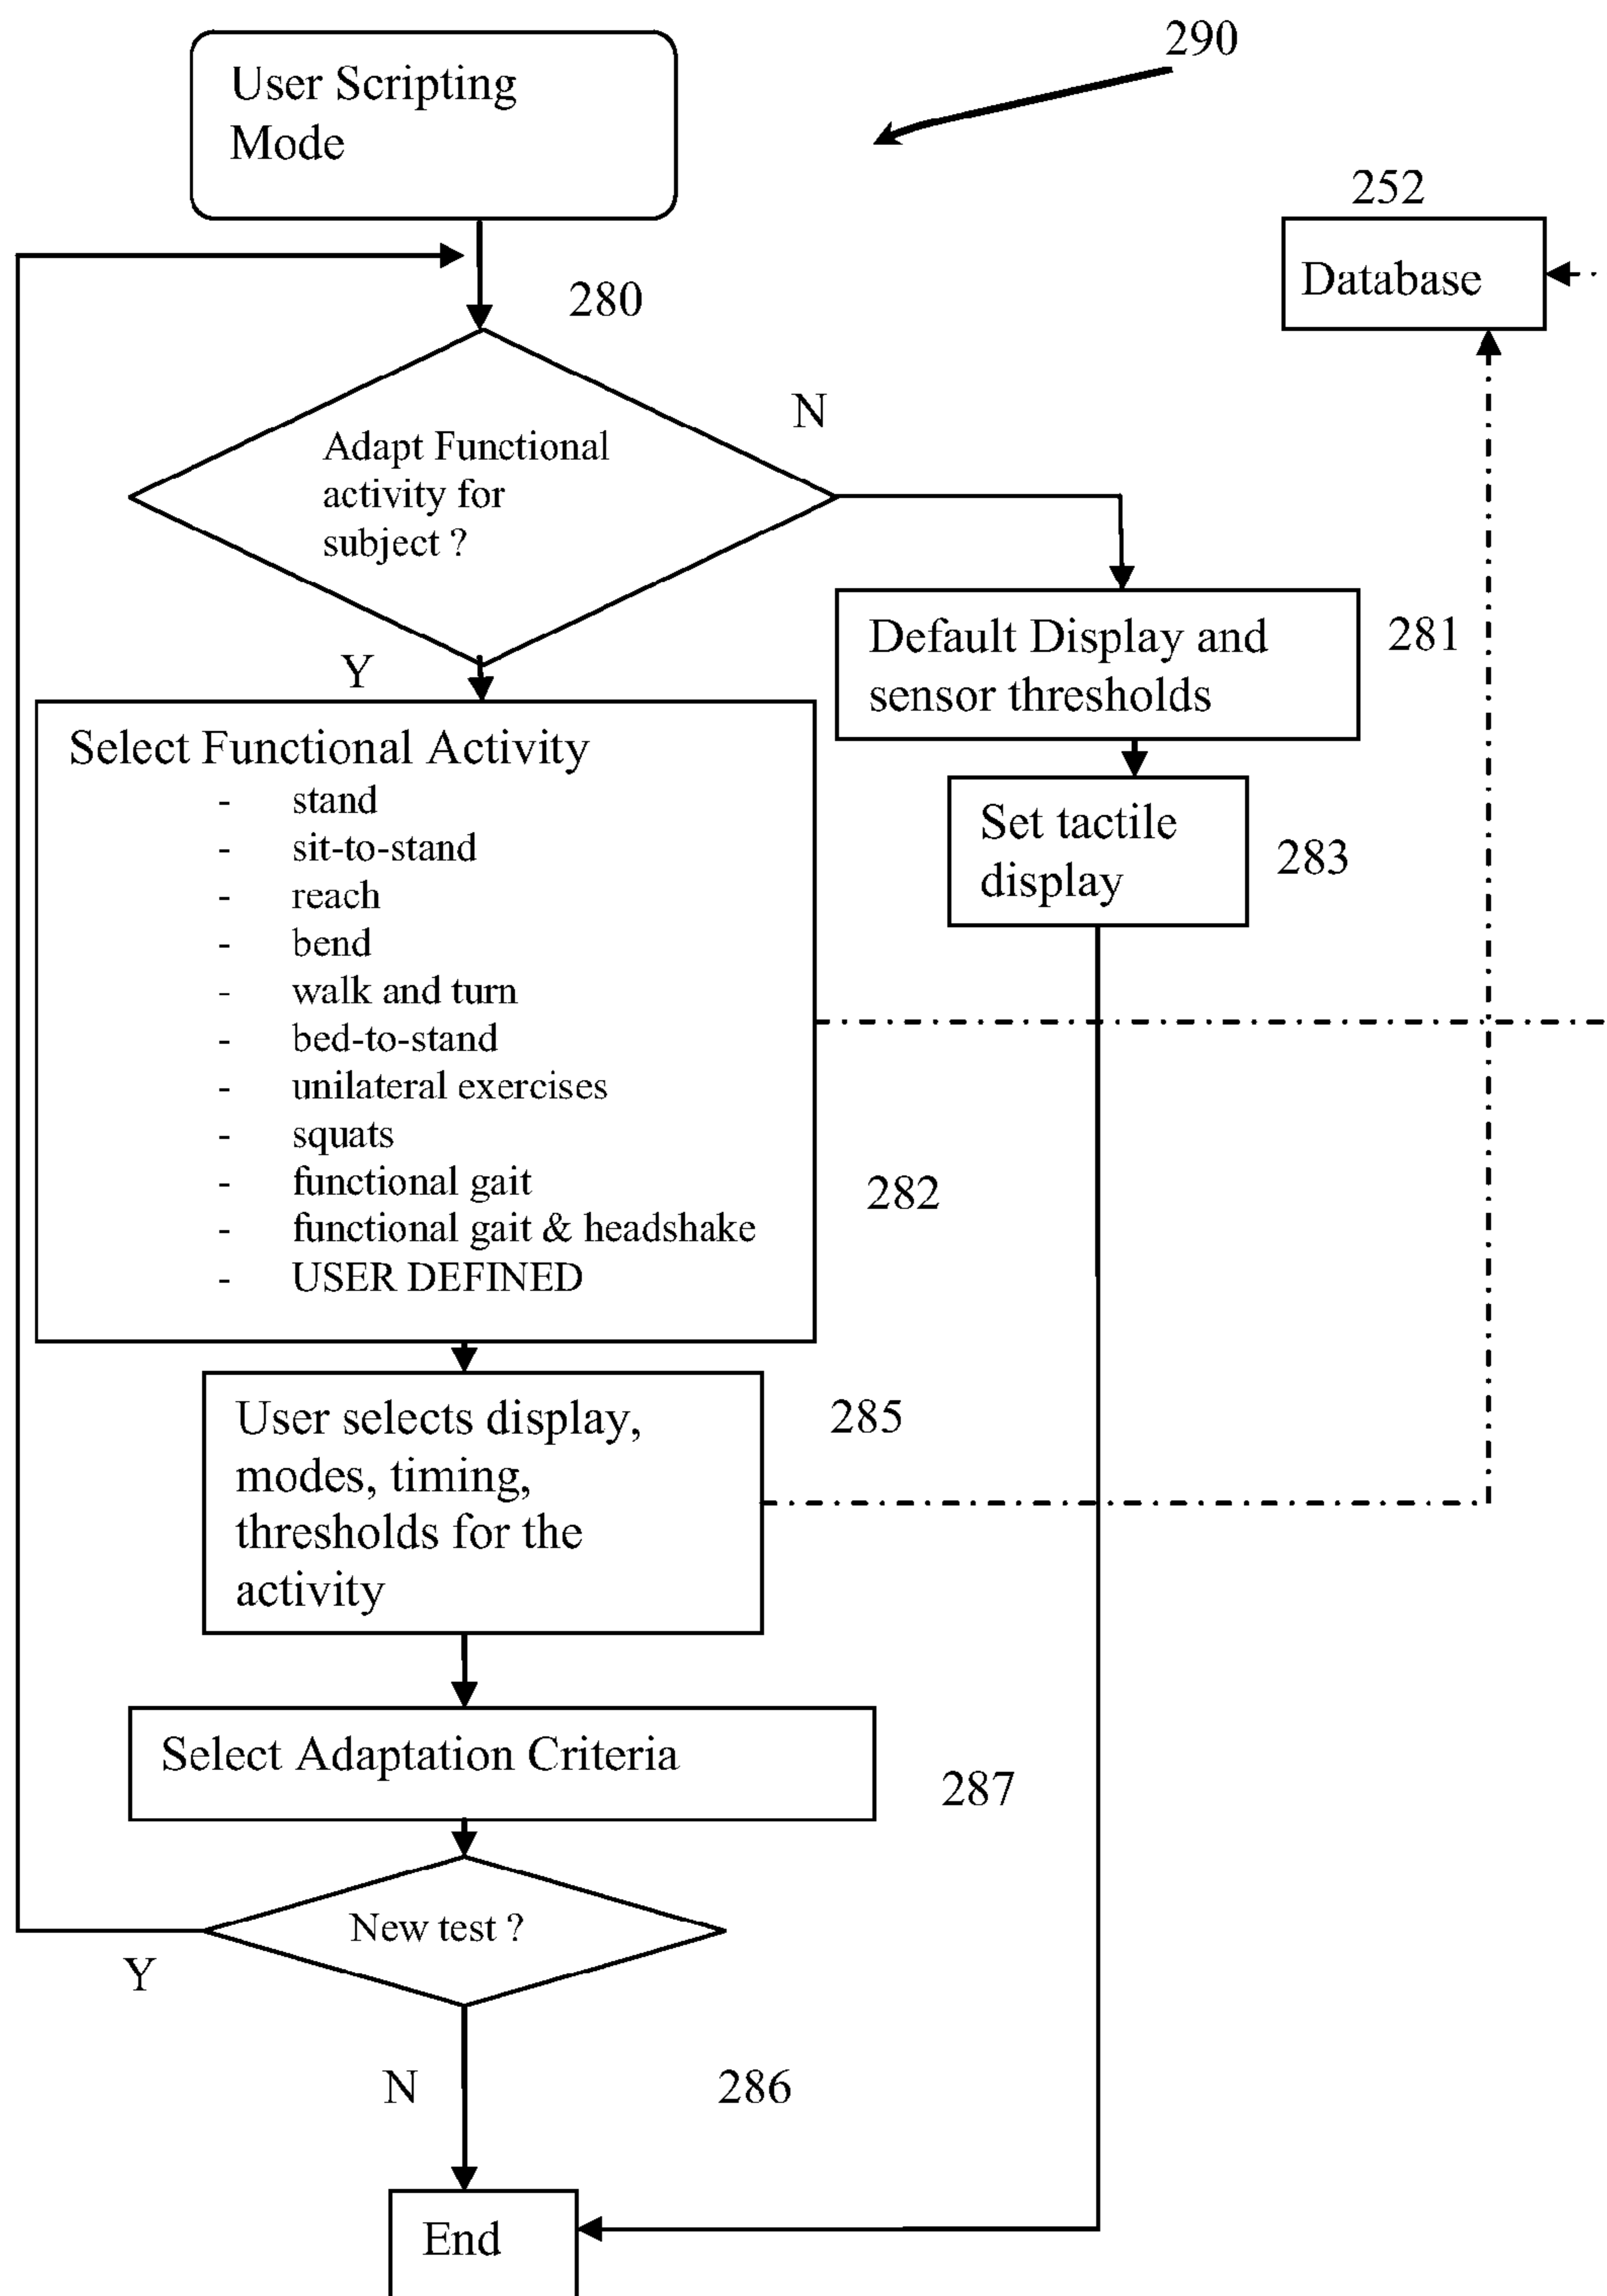 290
User Scripting
Mode
252
Database
280
N
Adapt Functional
activity for
subject ?
Y
Default Display and
sensor thresholds
281
Set tactile
display
283
Select Functional Activity
- stand
- sit-to-stand
- reach
- bend
- walk and turn
- bed-to-stand
- unilateral exercises
- squats
- functional gait
- functional gait & headshake
- USER DEFINED
282
User selects display,
modes, timing,
thresholds for the
activity
285
Select Adaptation Criteria
287
New test ?
Y
N
286
End